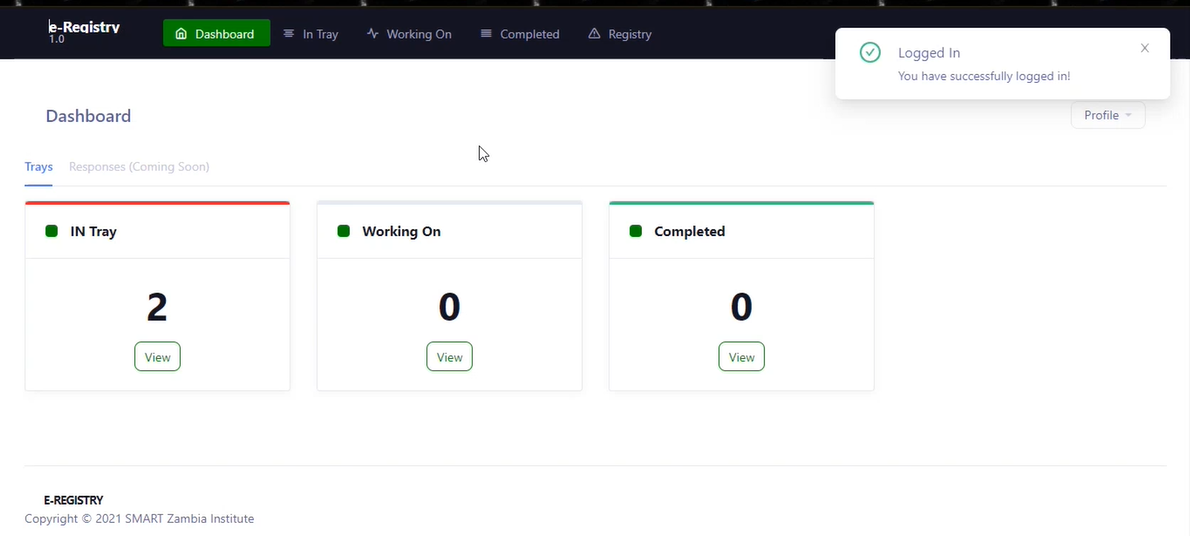 e-Registry
1.0
Dashboard
In Tray
Working On
Completed
Registry
Logged In
You have successfully logged in!
Dashboard
Profile
Trays
Responses (Coming Soon)
IN Tray
2
View
Working On
0
View
Completed
0
View
E-REGISTRY
Copyright © 2021 SMART Zambia Institute